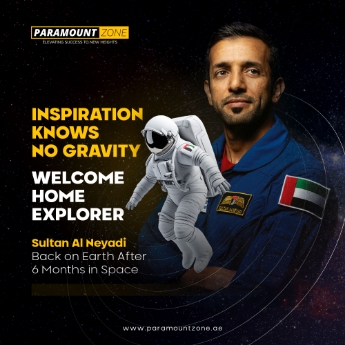 PARAMOUNT ZONE
ELEVATING SUCCESS TO NEW HEIGHTS
INSPIRATION
KNOWS
NO GRAVITY
WELCOME
HOME
EXPLORER
Sultan Al Neyadi
Back on Earth After
6 Months in Space
www.paramountzone.ae